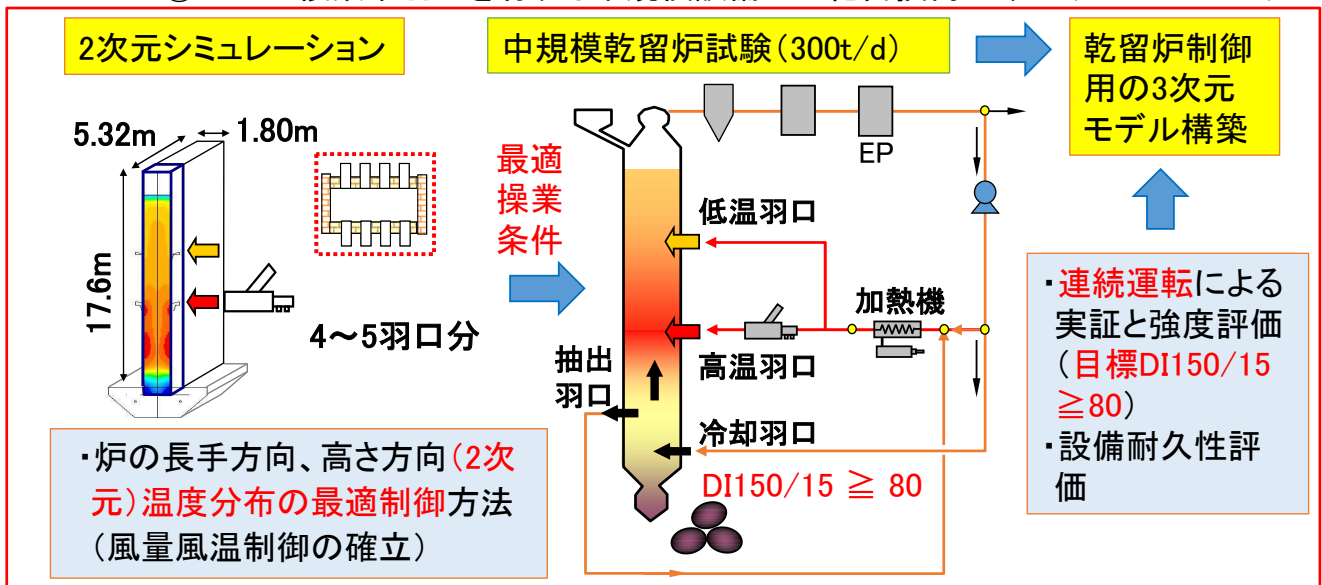 2次元シミュレーション
5.32m
1.80m
17.6m
4～5羽口分
・炉の長手方向、高さ方向(2次
元)温度分布の最適制御方法
(風量風温制御の確立)
最適
操業
条件
中規模乾留炉試験(300t/d)
EP
低温羽口
加熱機
高温羽口
抽出
羽口
冷却羽口
DI150/15 ≧ 80
乾留炉制御
用の3次元
モデル構築
・連続運転による
実証と強度評価
(目標DI150/15
≧80)
・設備耐久性評
価